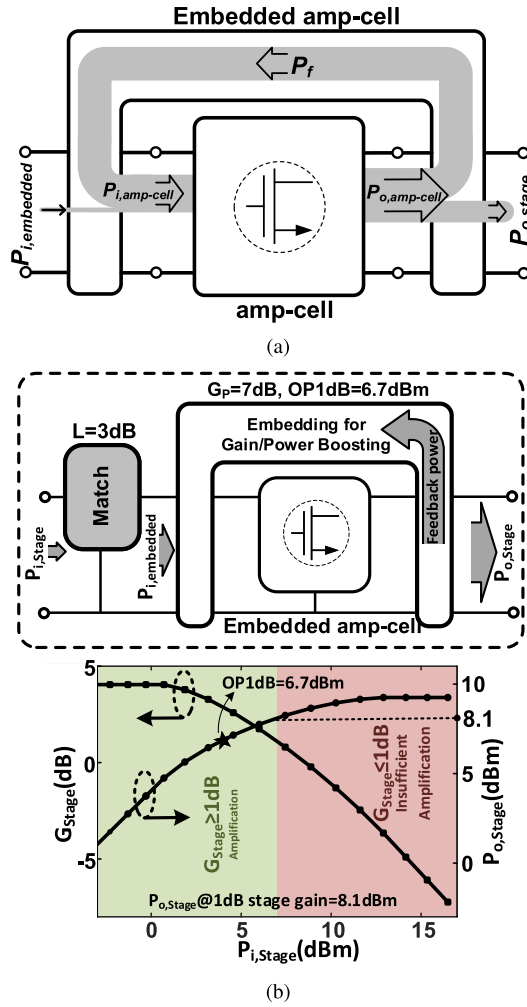 Embedded amp-cell
P_f
P_i,embedded
P_i,amp-cell
P_o,amp-cell
P_o,stage
amp-cell
(a)
G_P=7dB, OP1dB=6.7dBm
L=3dB
Embedding for
Gain/Power Boosting
Match
Feedback power
P_i,Stage
P_i,embedded
P_o,Stage
Embedded amp-cell
5
0
-5
G_Stage(dB)
OP1dB=6.7dBm
10
8.1
5
0
P_o,Stage(dBm)
G_Stage≥1dB
Amplification
G_Stage≤1dB
Insufficient
Amplification
P_o,Stage@1dB stage gain=8.1dBm
0 5 10 15
P_i,Stage(dBm)
(b)